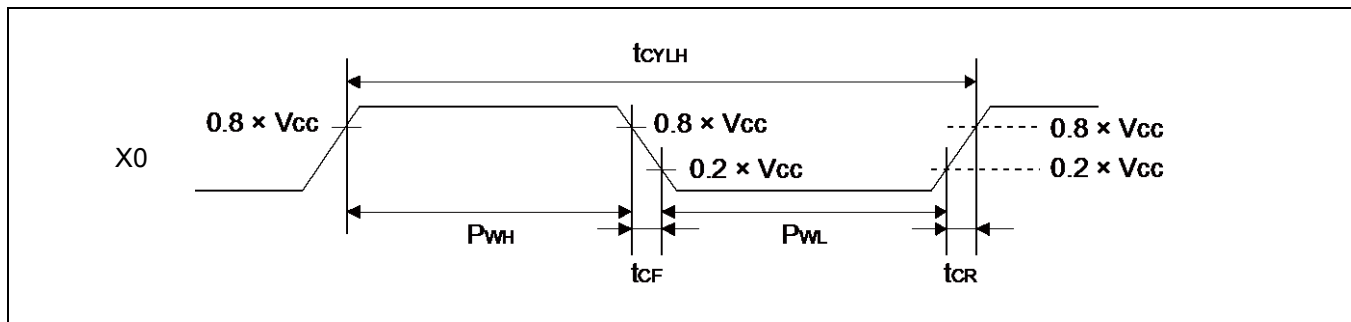 tCYLH
0.8 × VCC
0.8 × VCC
0.8 × VCC
X0
0.2 × VCC
0.2 × VCC
PWH
PWL
tCF
tCR